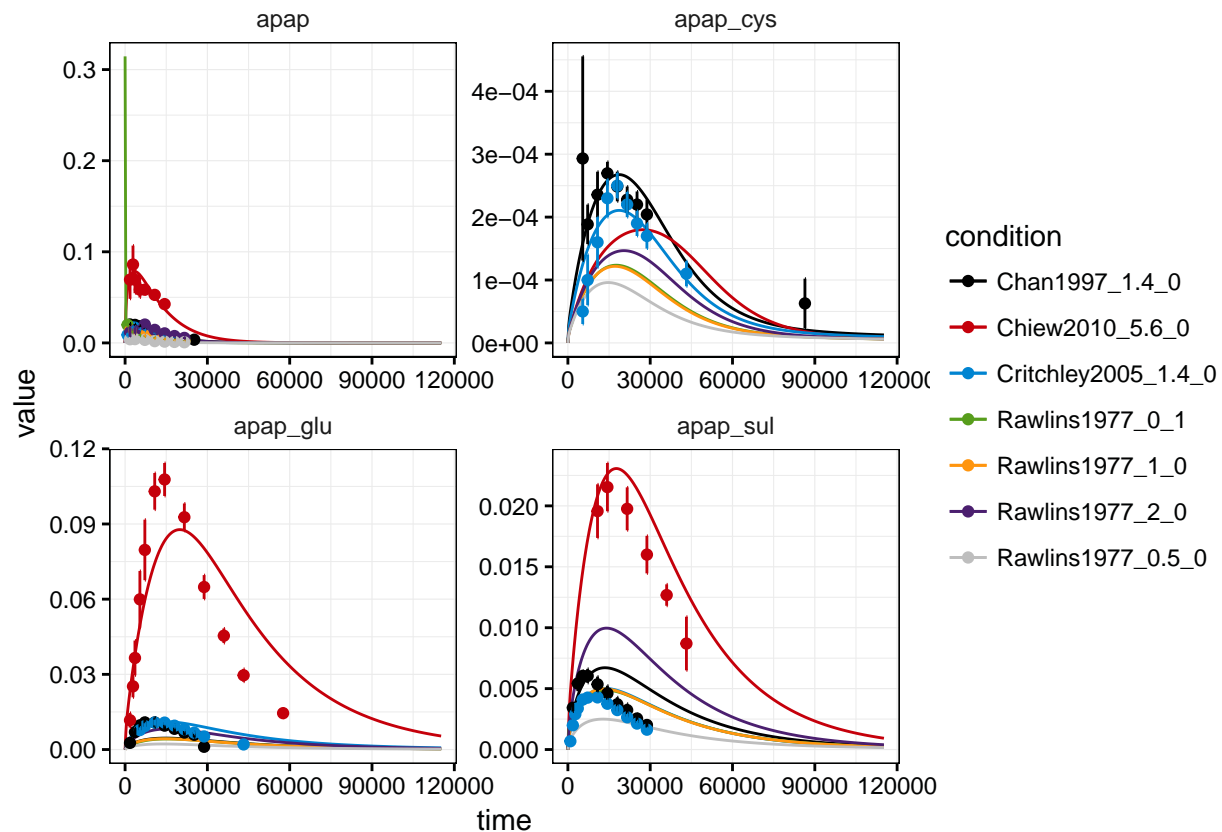 apap
apap_cys
0.3
0.2
0.1
0.0
0
30000
60000
90000
120000
4e−04
3e−04
2e−04
1e−04
0e+00
0
30000
60000
90000
120000
apap_glu
apap_sul
0.12
0.09
0.06
0.03
0.00
0
30000
60000
90000
120000
0.020
0.015
0.010
0.005
0.000
0
30000
60000
90000
120000
value
time
condition
Chan1997_1.4_0
Chiew2010_5.6_0
Critchley2005_1.4_0
Rawlins1977_0_1
Rawlins1977_1_0
Rawlins1977_2_0
Rawlins1977_0.5_0